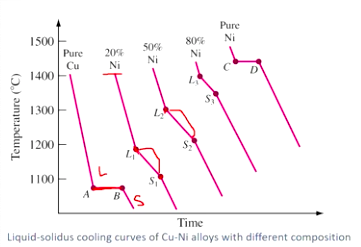 Pure
Ni
80%
Ni
50%
Ni
20%
Ni
Pure
Cu
1500
1400
1300
1200
1100
Temperature (°C)
C
D
L₃
S₃
L₂
S₂
L₁
S₁
L
A
B
S
Time
Liquid-solidus cooling curves of Cu-Ni alloys with different composition